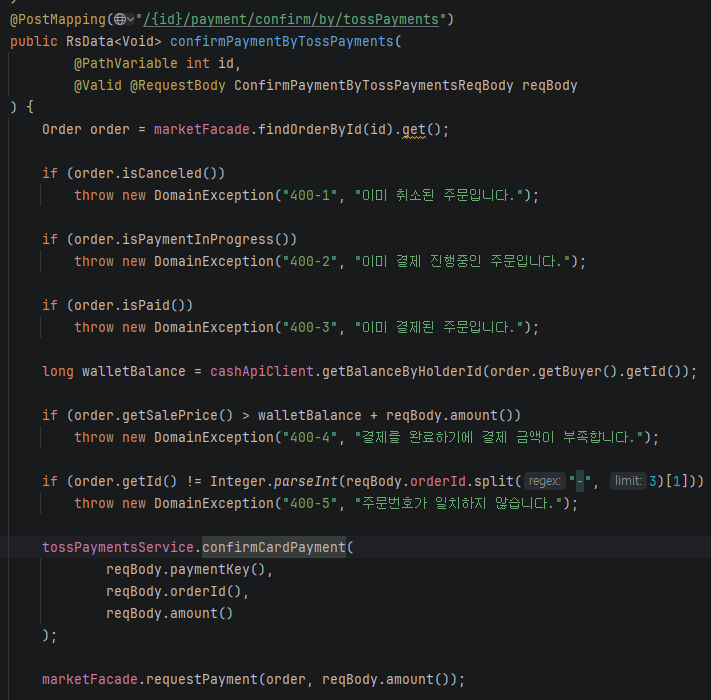 @PostMapping("/{id}/payment/confirm/by/tossPayments")
public RsData<Void> confirmPaymentByTossPayments(
        @PathVariable int id,
        @Valid @RequestBody ConfirmPaymentByTossPaymentsReqBody reqBody
) {
    Order order = marketFacade.findOrderById(id).get();
    if (order.isCanceled())
        throw new DomainException("400-1", "이미 취소된 주문입니다.");
    if (order.isPaymentInProgress())
        throw new DomainException("400-2", "이미 결제 진행중인 주문입니다.");
    if (order.isPaid())
        throw new DomainException("400-3", "이미 결제된 주문입니다.");
    long walletBalance = cashApiClient.getBalanceByHolderId(order.getBuyer().getId());
    if (order.getSalePrice() > walletBalance + reqBody.amount())
        throw new DomainException("400-4", "결제를 완료하기에 결제 금액이 부족합니다.");
    if (order.getId() != Integer.parseInt(reqBody.orderId.split( regex: "-", limit: 3)[1]))
        throw new DomainException("400-5", "주문번호가 일치하지 않습니다.");
    tossPaymentsService.confirmCardPayment(
            reqBody.paymentKey(),
            reqBody.orderId(),
            reqBody.amount()
    );
    marketFacade.requestPayment(order, reqBody.amount());